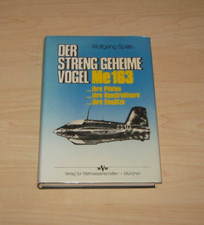 Wolfgang Späte
DER
STRENG GEHEIME
VOGEL Me 163
...ihre Piloten
...ihre Konstrukteure
...ihre Einsätze
Verlag für Wehrwissenschaften • München